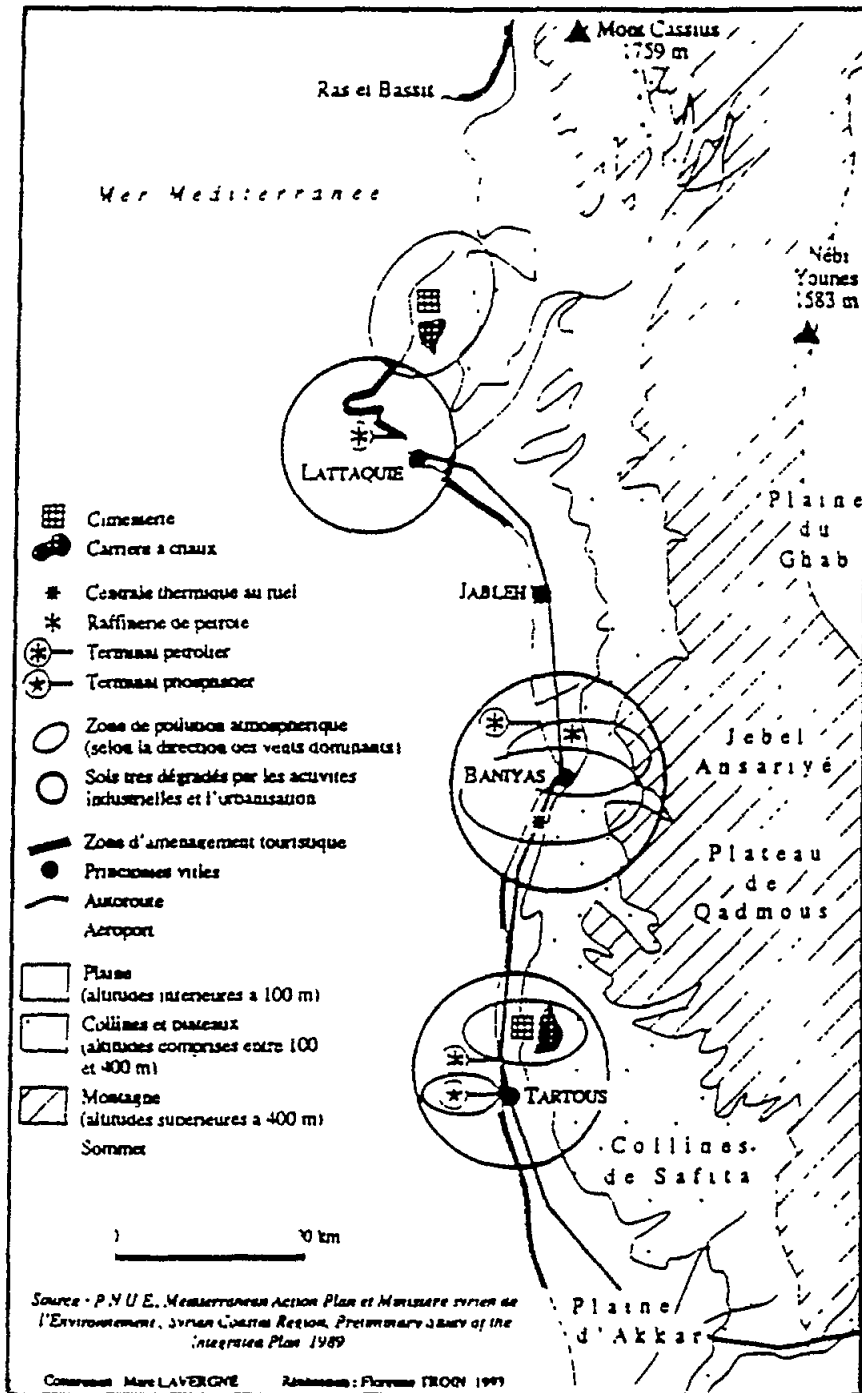 Mont Cassius
1759 m
Ras el Bassit
Mer Méditerranée
Nébi
Younes
1583 m
LATTAQUIE
Plaine
du
Ghab
JABLEH
BANIYAS
Jebel
Ansariyé
Plateau
de
Qadmous
TARTOUS
Collines
de Safita
Plaine
d'Akkar
Cimenterie
Carrière à chaux
Centrale thermique au fuel
Raffinerie de pétrole
Terminal pétrolier
Terminal phosphatier
Zone de pollution atmosphérique
(selon la direction des vents dominants)
Sols très dégradés par les activités
industrielles et l'urbanisation
Zone d'aménagement touristique
Principales villes
Autoroute
Aéroport
Plaine
(altitudes inférieures à 100 m)
Collines et plateaux
(altitudes comprises entre 100
et 400 m)
Montagne
(altitudes supérieures à 400 m)
Sommet
km
Source - P.N.U.E., Mediterranean Action Plan et Ministère syrien de
l'Environnement, Syrian Coastal Region, Preliminary Study of the
Integrated Plan 1989
Conception Marc LAVERGNE Réalisation : Florence TROIN 1993